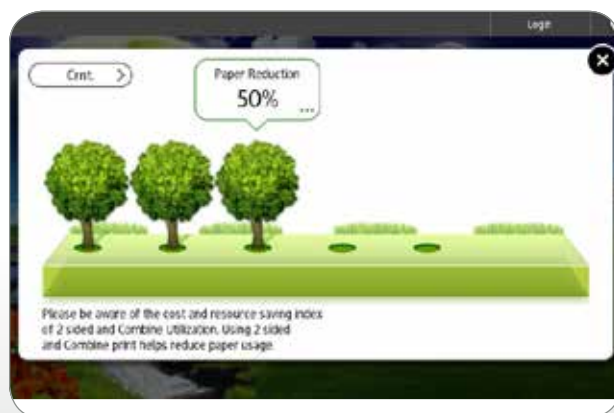 Login
Crnt. >
Paper Reduction
50%
...
Please be aware of the cost and resource saving index
of 2 sided and Combine Utilization. Using 2 sided
and Combine print helps reduce paper usage.